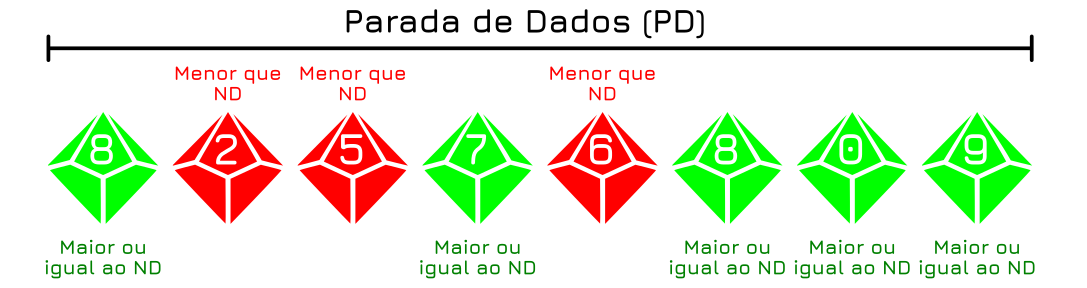 Parada de Dados (PD)
Menor que
ND
Menor que
ND
Menor que
ND
8
2
5
7
6
8
0
9
Maior ou
igual ao ND
Maior ou
igual ao ND
Maior ou
igual ao ND
Maior ou
igual ao ND
Maior ou
igual ao ND